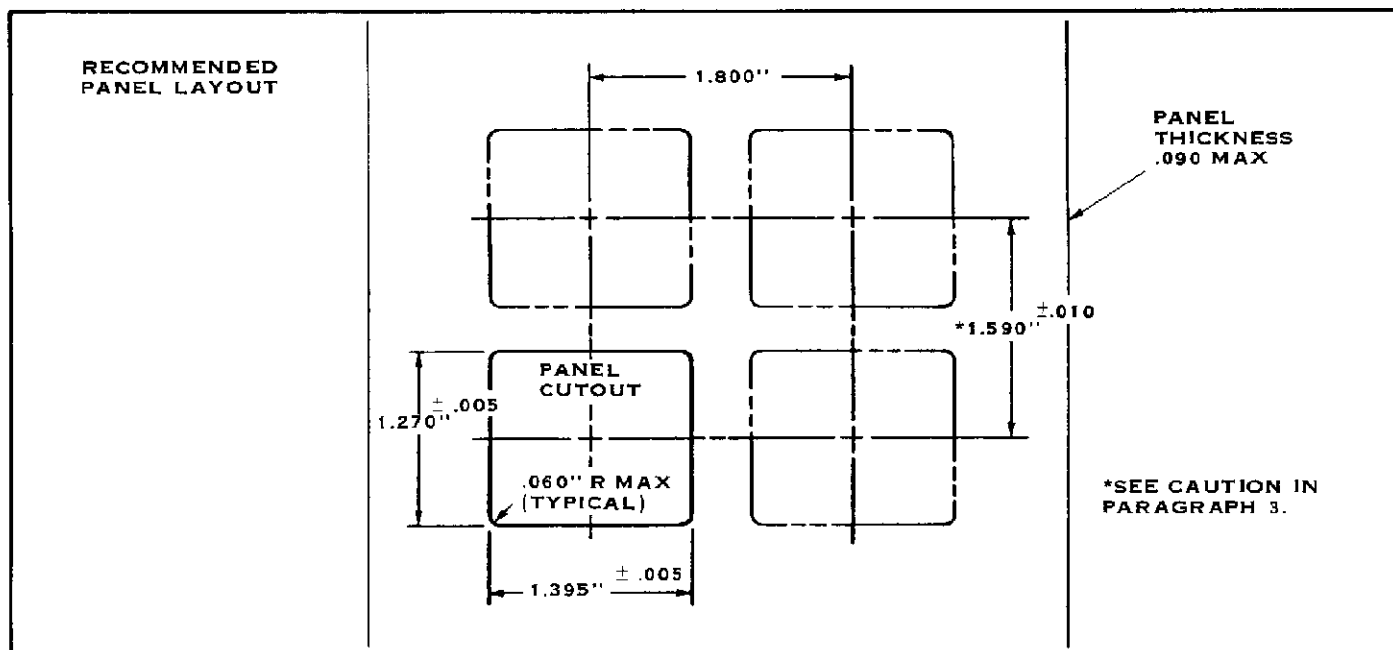 RECOMMENDED
PANEL LAYOUT
1.800"
PANEL
THICKNESS
.090 MAX
*1.590" ±.010
PANEL
CUTOUT
1.270" ± .005
.060" R MAX
(TYPICAL)
1.395" ± .005
*SEE CAUTION IN
PARAGRAPH 3.